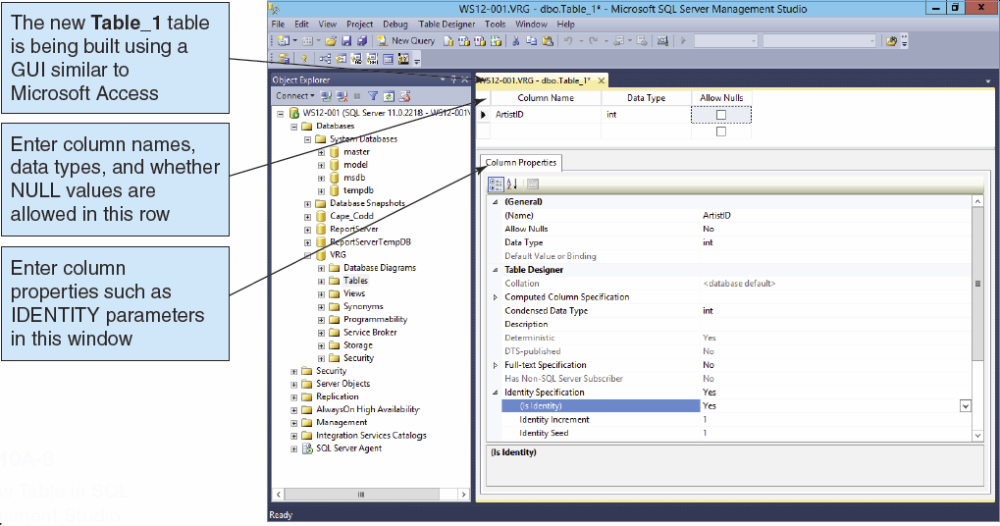 The new Table_1 table
is being built using a
GUI similar to
Microsoft Access
Enter column names,
data types, and whether
NULL values are
allowed in this row
Enter column
properties such as
IDENTITY parameters
in this window
WS12-001.VRG - dbo.Table_1* - Microsoft SQL Server Management Studio
File Edit View Project Debug Table Designer Tools Window Help
New Query
Object Explorer
Connect
WS12-001 (SQL Server 11.0.2218 - WS12-001\
Databases
System Databases
master
model
msdb
tempdb
Database Snapshots
Cape_Codd
ReportServer
ReportServerTempDB
VRG
Database Diagrams
Tables
Views
Synonyms
Programmability
Service Broker
Storage
Security
Security
Server Objects
Replication
AlwaysOn High Availability
Management
Integration Services Catalogs
SQL Server Agent
WS12-001.VRG - dbo.Table_1*
Column Name Data Type Allow Nulls
ArtistID int
Column Properties
(General)
(Name) ArtistID
Allow Nulls No
Data Type int
Default Value or Binding
Table Designer
Collation <database default>
Computed Column Specification
Condensed Data Type int
Description
Deterministic Yes
DTS-published No
Full-text Specification No
Has Non-SQL Server Subscriber No
Identity Specification Yes
(Is Identity) Yes
Identity Increment 1
Identity Seed 1
(Is Identity)
Ready